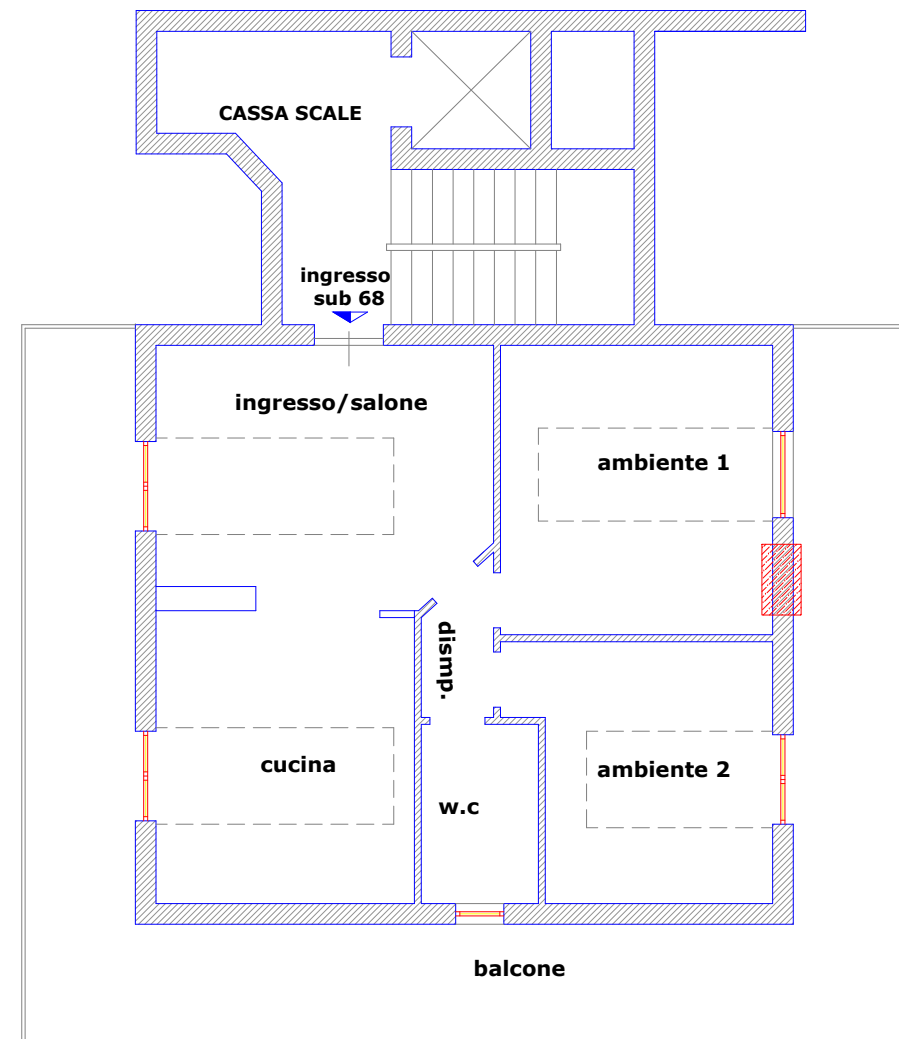 CASSA SCALE
ingresso
sub 68
ingresso/salone
ambiente 1
dismp.
cucina
ambiente 2
w.c
balcone